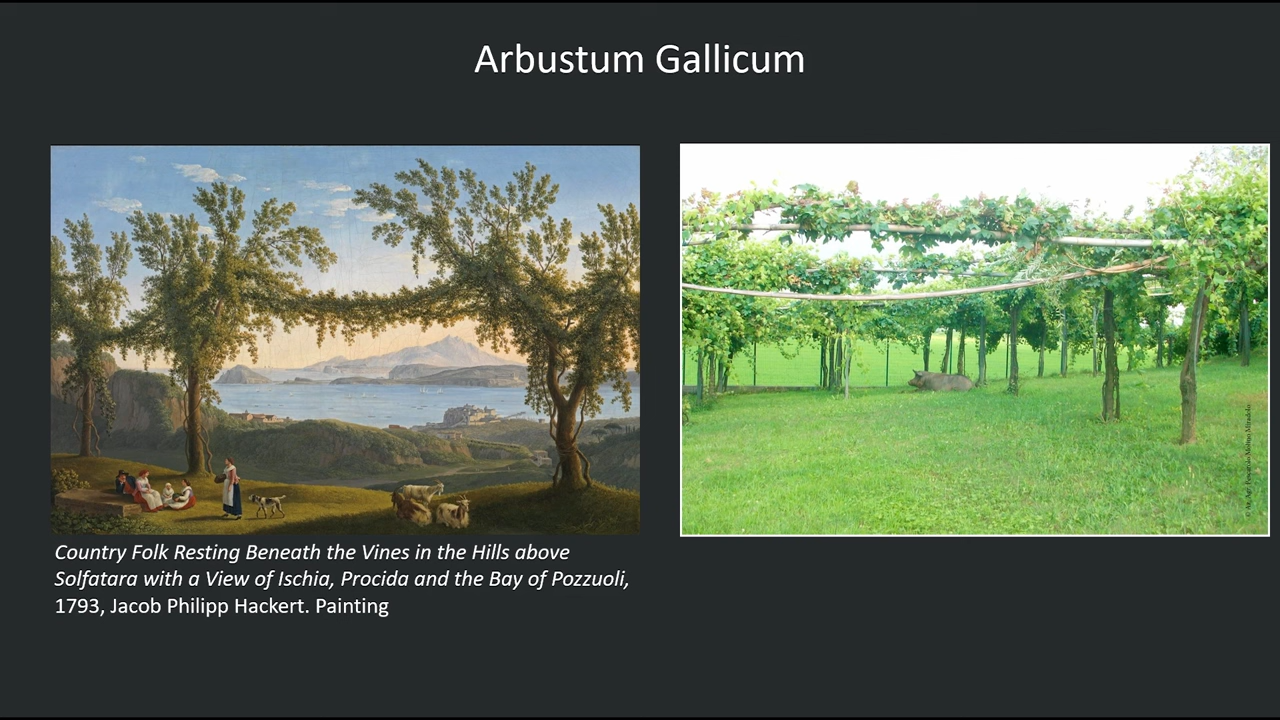 Arbustum Gallicum
Country Folk Resting Beneath the Vines in the Hills above
Solfatara with a View of Ischia, Procida and the Bay of Pozzuoli,
1793, Jacob Philipp Hackert. Painting